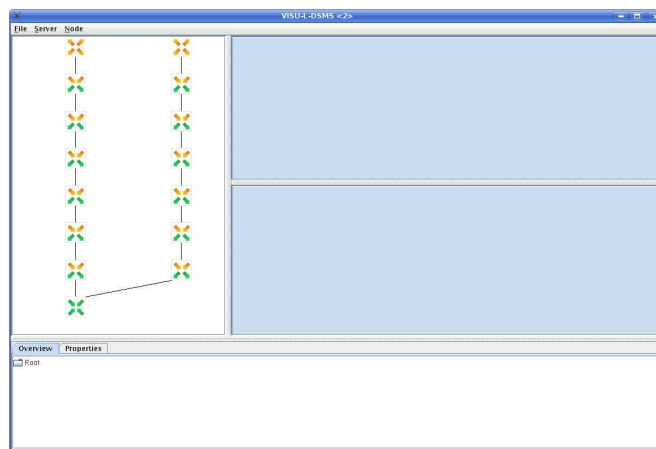 VISU-L-DSMS <2>
File Server Node
Overview Properties
Root